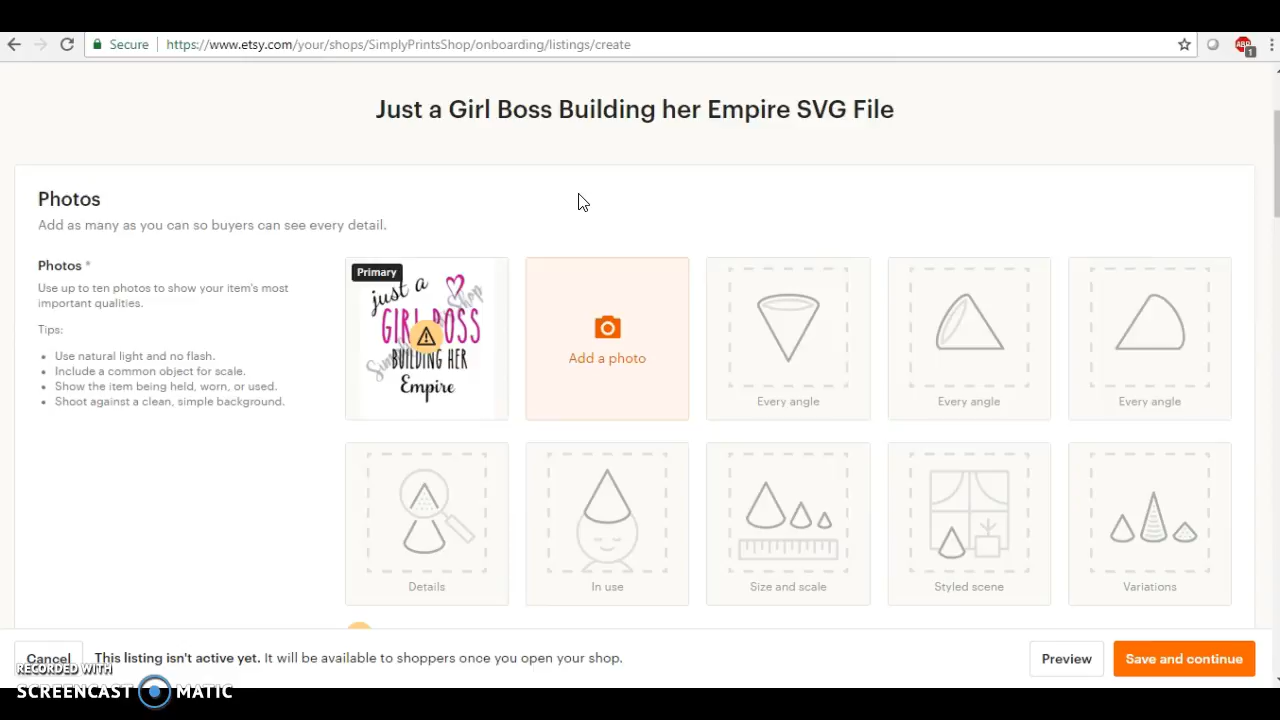 Secure
https://www.etsy.com/your/shops/SimplyPrintsShop/onboarding/listings/create
ABP
1
Just a Girl Boss Building her Empire SVG File
Photos
Add as many as you can so buyers can see every detail.
Photos *
Use up to ten photos to show your item's most
important qualities.
Tips:
Use natural light and no flash.
Include a common object for scale.
Show the item being held, worn, or used.
Shoot against a clean, simple background.
Primary
just a
GIRL BOSS
BUILDING HER
Empire
Add a photo
Every angle
Every angle
Every angle
Details
In use
Size and scale
Styled scene
Variations
Cancel
This listing isn't active yet. It will be available to shoppers once you open your shop.
Preview
Save and continue
RECORDED WITH
SCREENCAST MATIC